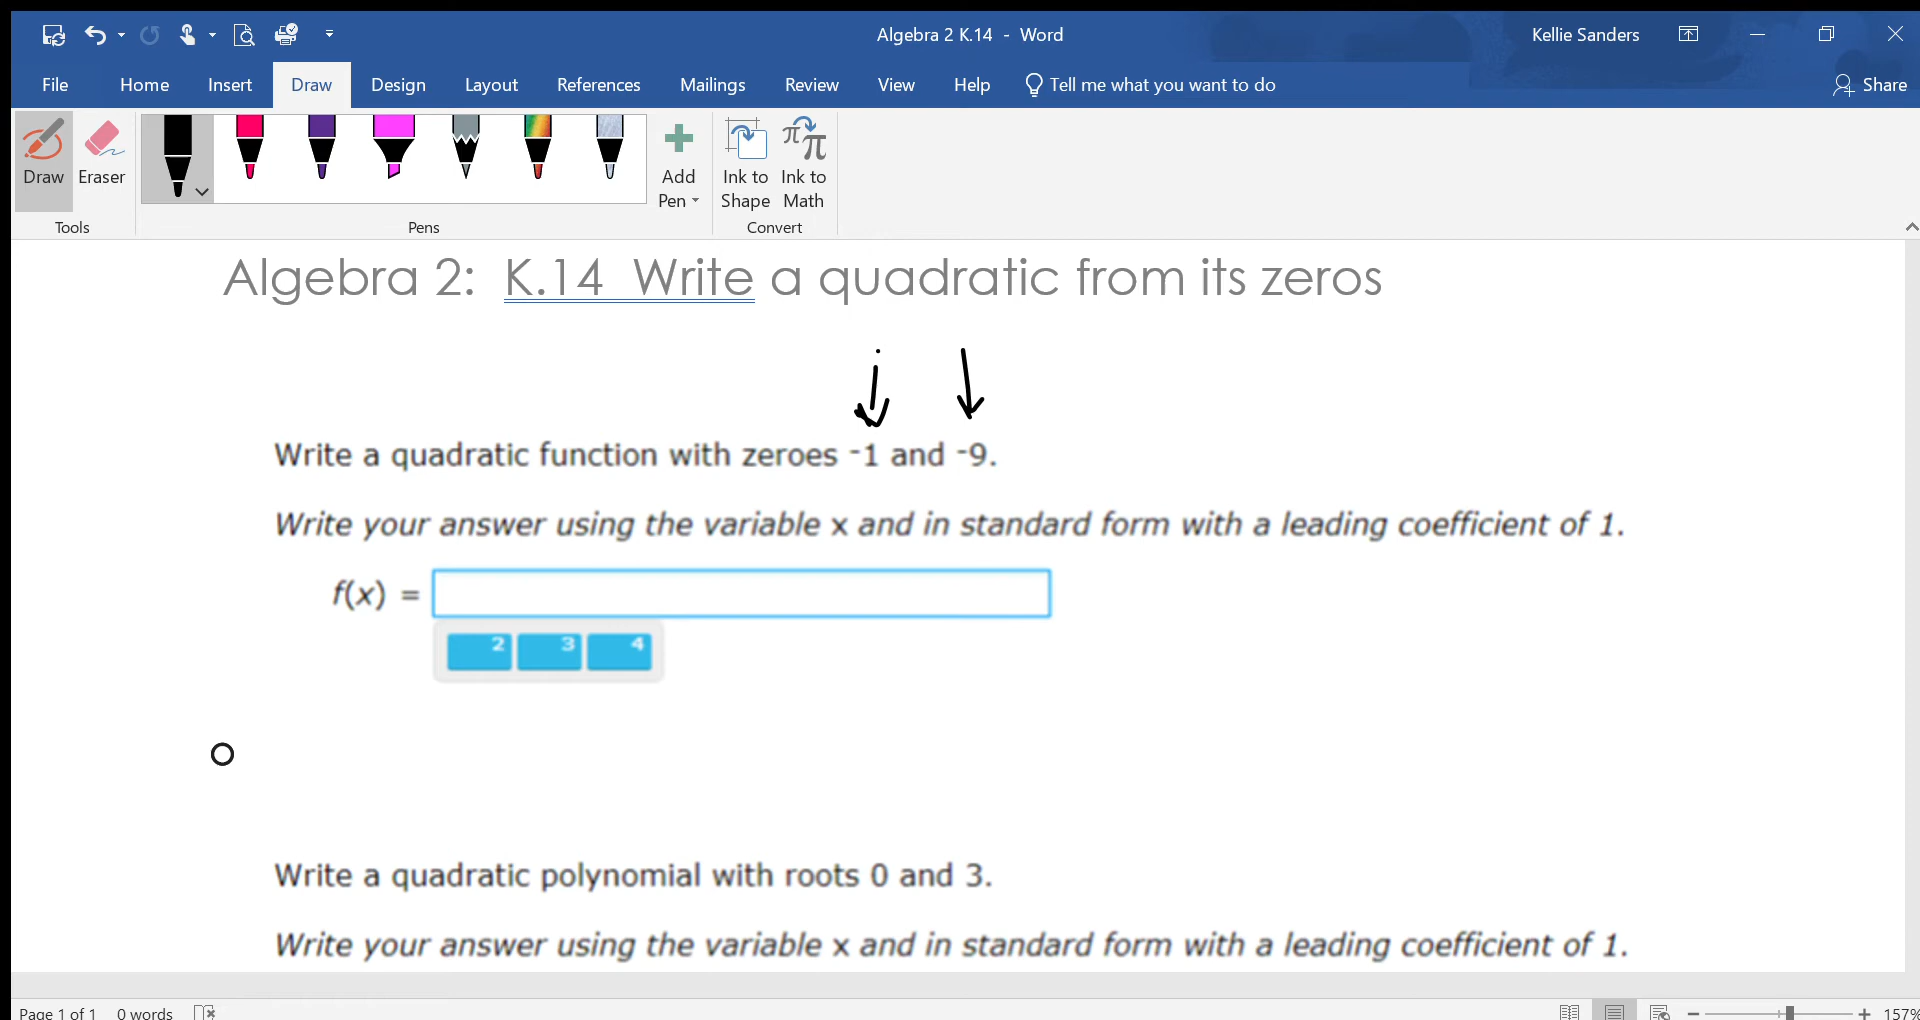 Algebra 2 K.14 - Word
Kellie Sanders
File Home Insert Draw Design Layout References Mailings Review View Help Tell me what you want to do Share
Draw Eraser Add Pen Ink to Shape Ink to Math
Tools Pens Convert
Algebra 2: K.14 Write a quadratic from its zeros
Write a quadratic function with zeroes -1 and -9.
Write your answer using the variable x and in standard form with a leading coefficient of 1.
f(x) =
2 3 4
Write a quadratic polynomial with roots 0 and 3.
Write your answer using the variable x and in standard form with a leading coefficient of 1.
Page 1 of 1 0 words 157%